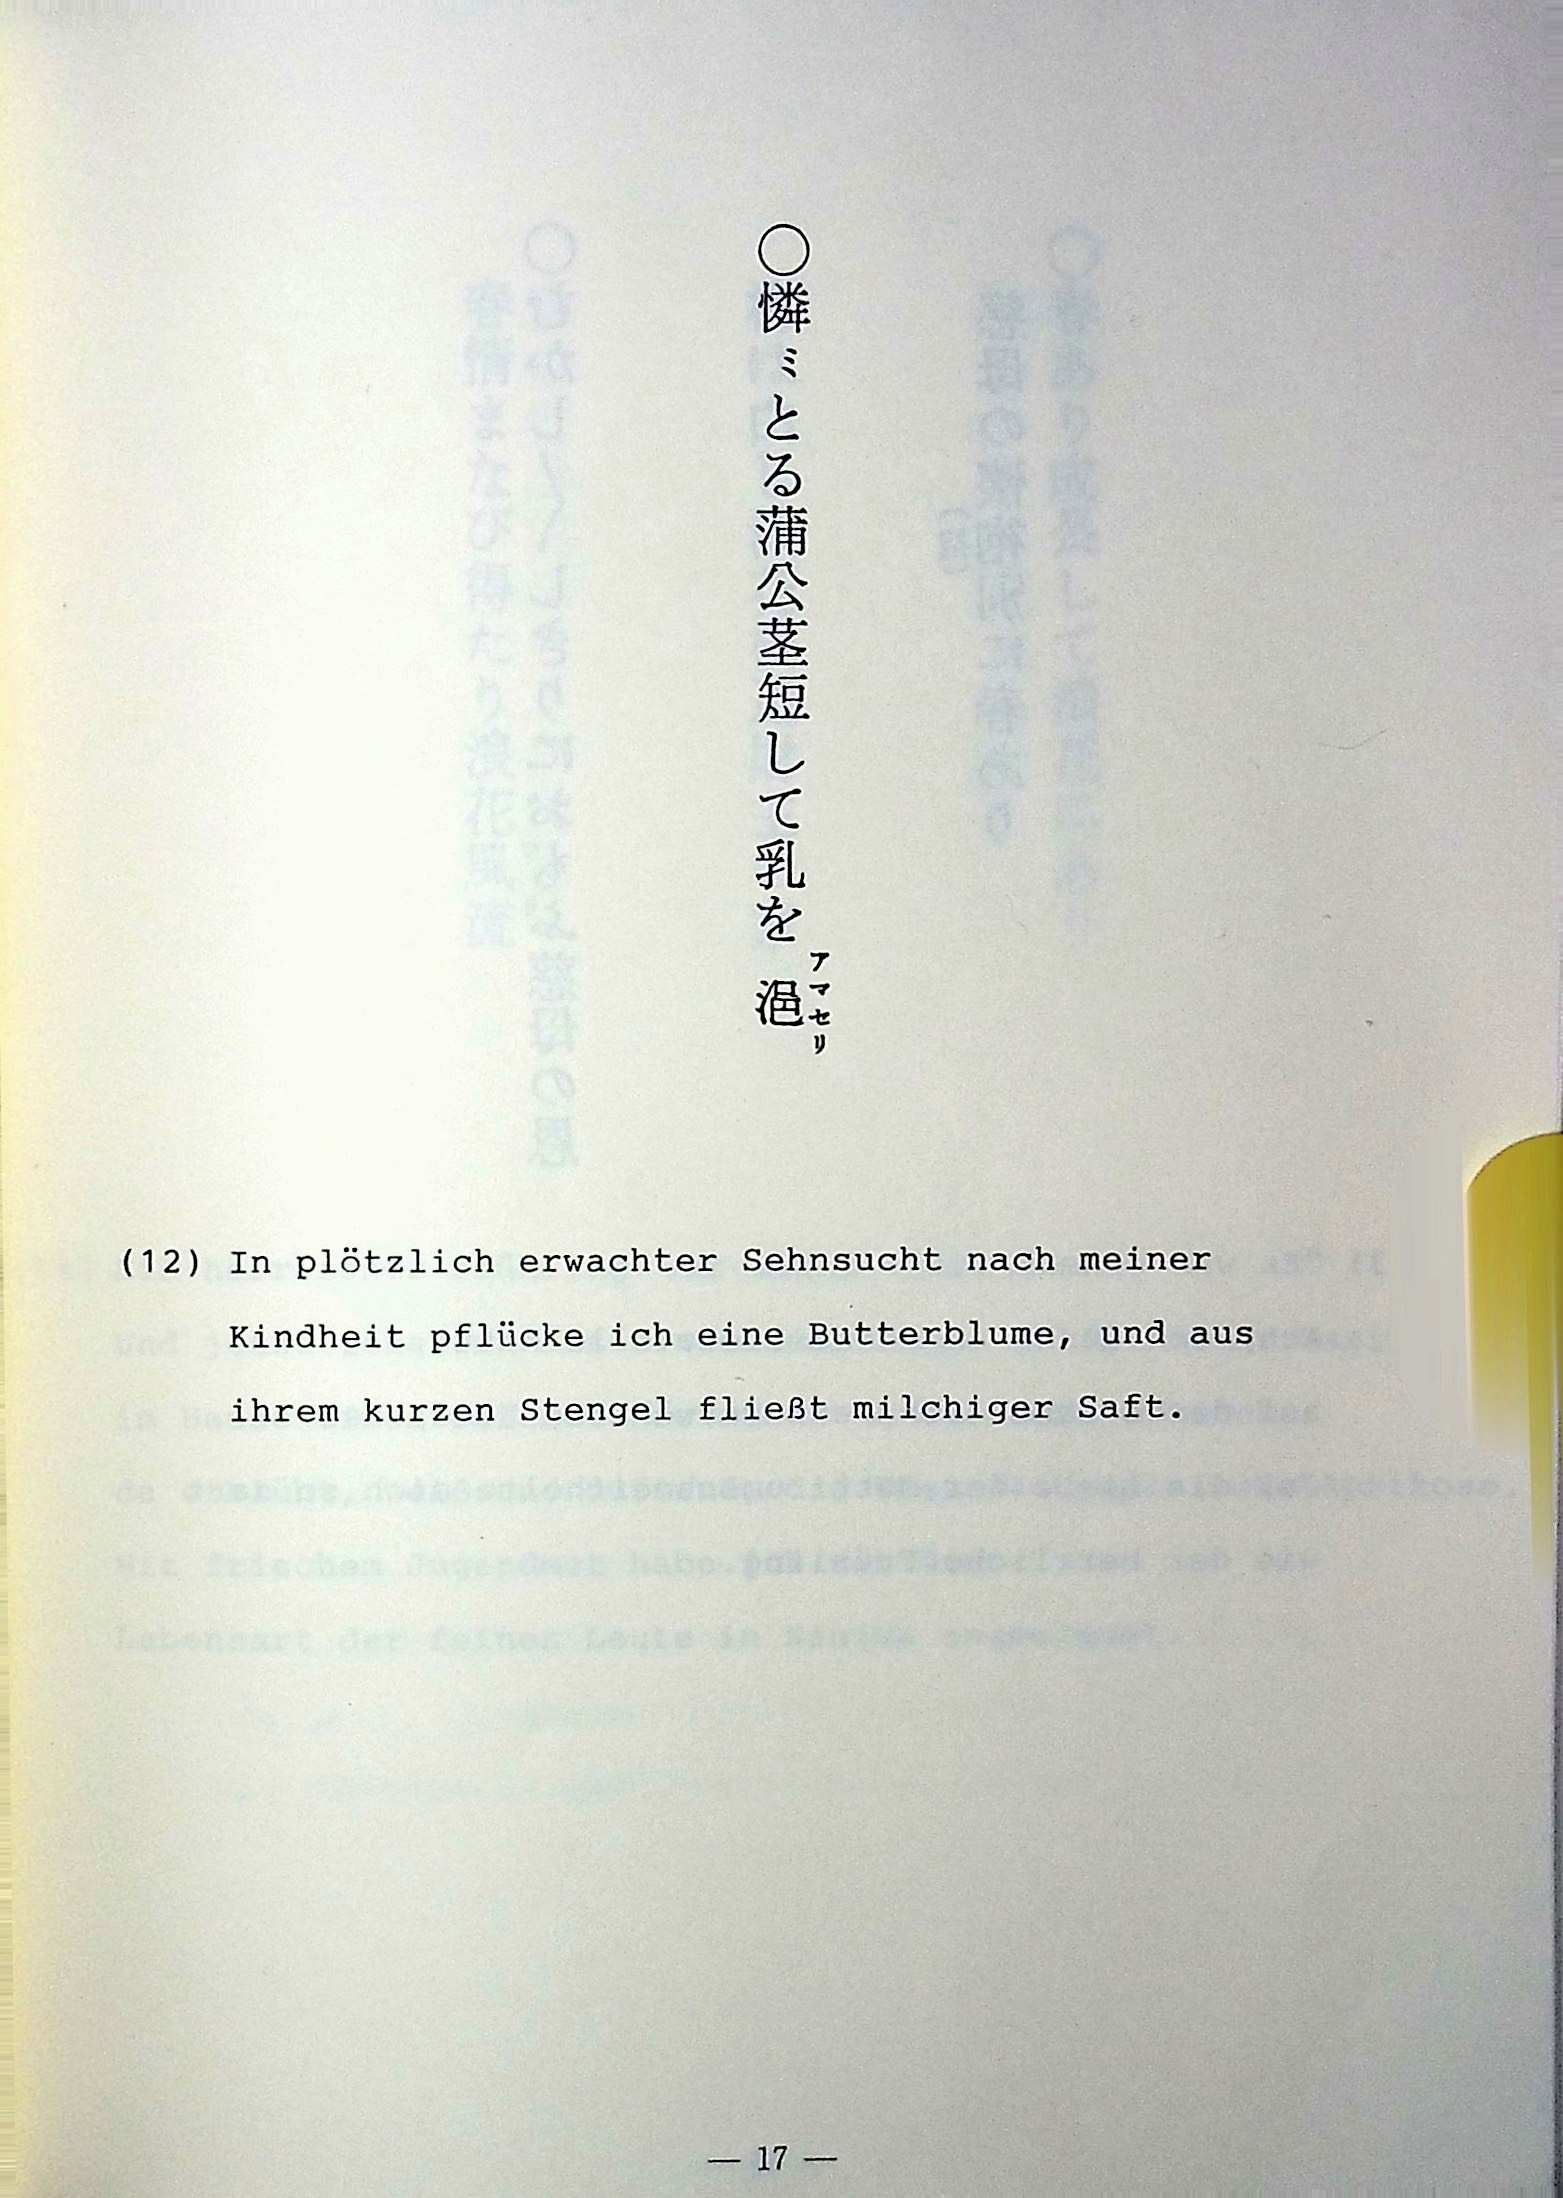 ○憐ミとる蒲公茎短して乳を浥
アマセリ
(12) In plötzlich erwachter Sehnsucht nach meiner
Kindheit pflücke ich eine Butterblume, und aus
ihrem kurzen Stengel fließt milchiger Saft.
— 17 —